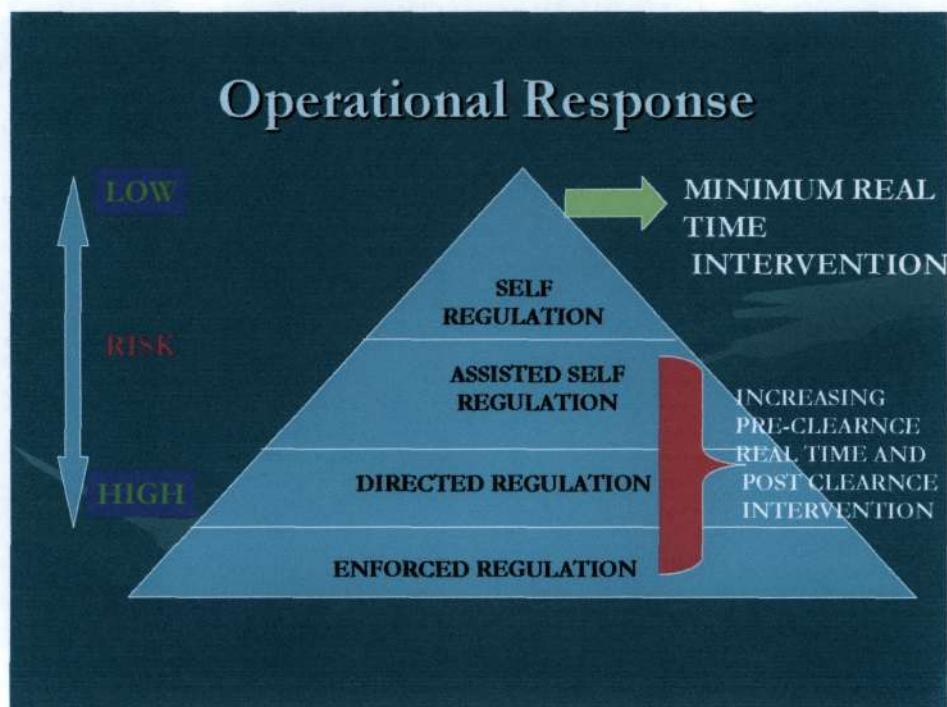 Operational Response
LOW
RISK
HIGH
MINIMUM REAL
TIME
INTERVENTION
SELF
REGULATION
ASSISTED SELF
REGULATION
DIRECTED REGULATION
ENFORCED REGULATION
INCREASING
PRE-CLEARNCE
REAL TIME AND
POST CLEARNCE
INTERVENTION